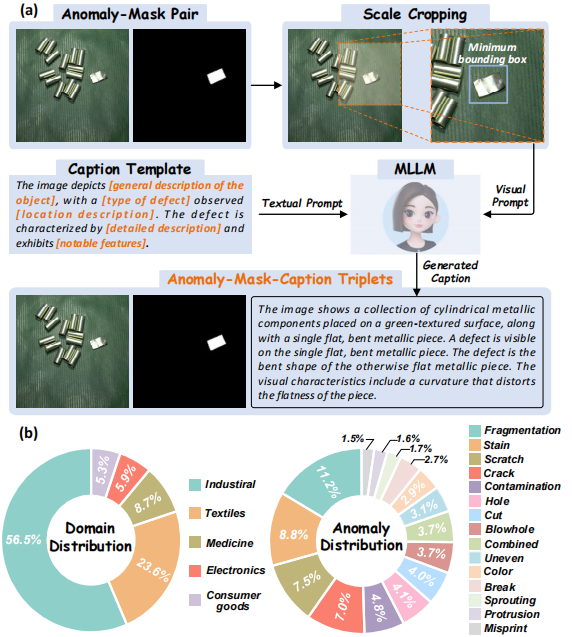 (a)
Anomaly-Mask Pair
Scale Cropping
Minimum
bounding box
Caption Template
The image depicts [general description of the
object], with a [type of defect] observed
[location description]. The defect is
characterized by [detailed description] and
exhibits [notable features].
Textual Prompt
MLLM
Visual
Prompt
Generated
Caption
Anomaly-Mask-Caption Triplets
The image shows a collection of cylindrical metallic
components placed on a green-textured surface, along
with a single flat, bent metallic piece. A defect is visible
on the single flat, bent metallic piece. The defect is the
bent shape of the otherwise flat metallic piece. The
visual characteristics include a curvature that distorts
the flatness of the piece.
(b)
Domain
Distribution
56.5%
23.6%
8.7%
5.9%
5.3%
Industiral
Textiles
Medicine
Electronics
Consumer
goods
Anomaly
Distribution
11.2%
8.8%
7.5%
7.0%
4.8%
4.1%
4.0%
3.7%
3.7%
3.1%
2.9%
2.7%
1.7%
1.6%
1.5%
Fragmentation
Stain
Scratch
Crack
Contamination
Hole
Cut
Blowhole
Combined
Uneven
Color
Break
Sprouting
Protrusion
Misprint